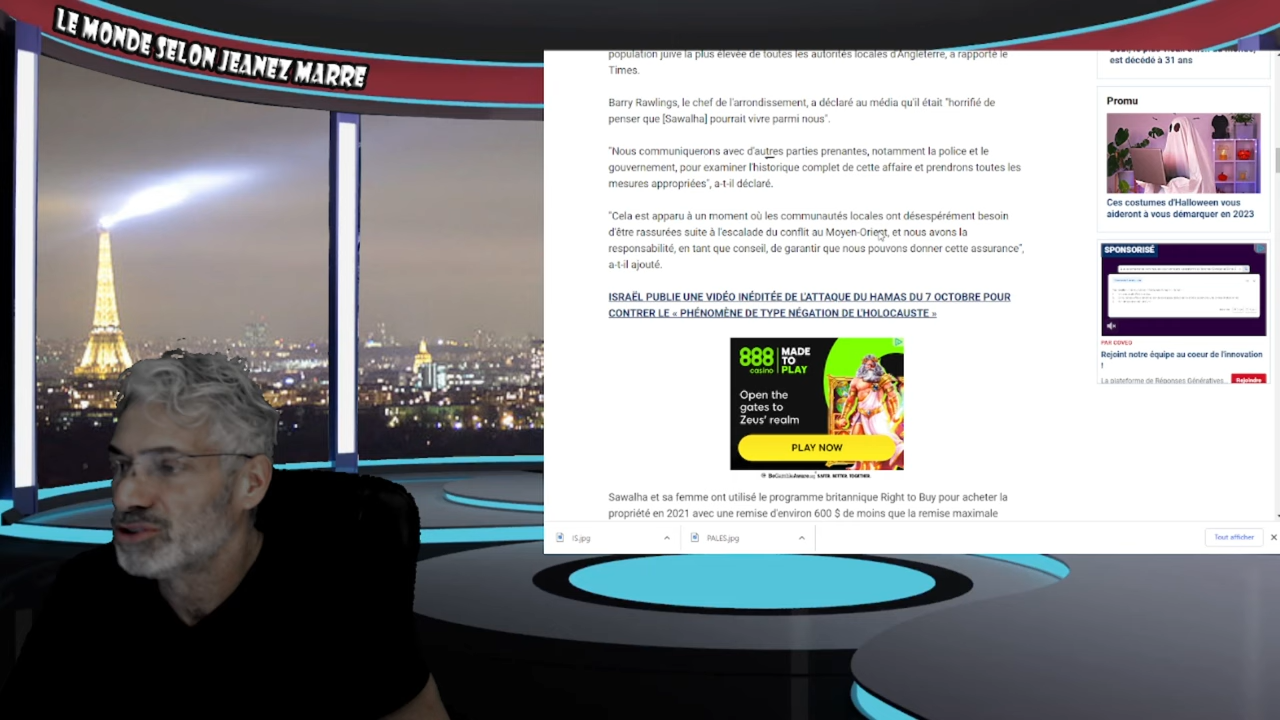 LE MONDE SELON JEANEZ MARRE
population juive la plus élevée de toutes les autorités locales d'Angleterre, a rapporté le
Times.
Barry Rawlings, le chef de l'arrondissement, a déclaré au média qu'il était "horrifié de
penser que [Sawalha] pourrait vivre parmi nous".
"Nous communiquerons avec d'autres parties prenantes, notamment la police et le
gouvernement, pour examiner l'historique complet de cette affaire et prendrons toutes les
mesures appropriées", a-t-il déclaré.
"Cela est apparu à un moment où les communautés locales ont désespérément besoin
d'être rassurées suite à l'escalade du conflit au Moyen-Orient, et nous avons la
responsabilité, en tant que conseil, de garantir que nous pouvons donner cette assurance",
a-t-il ajouté.
ISRAËL PUBLIE UNE VIDÉO INÉDITÉE DE L'ATTAQUE DU HAMAS DU 7 OCTOBRE POUR
CONTRER LE « PHÉNOMÈNE DE TYPE NÉGATION DE L'HOLOCAUSTE »
888
casino
MADE
TO
PLAY
Open the
gates to
Zeus' realm
PLAY NOW
Sawalha et sa femme ont utilisé le programme britannique Right to Buy pour acheter la
propriété en 2021 avec une remise d'environ 600 $ de moins que la remise maximale
est décédé à 31 ans
Promu
Ces costumes d'Halloween vous
aideront à vous démarquer en 2023
SPONSORISÉ
PAR COVEO
Rejoint notre équipe au coeur de l'innovation
!
La plateforme de Réponses Génératives...
Rejoindre
IS.jpg
PALES.jpg
Tout afficher